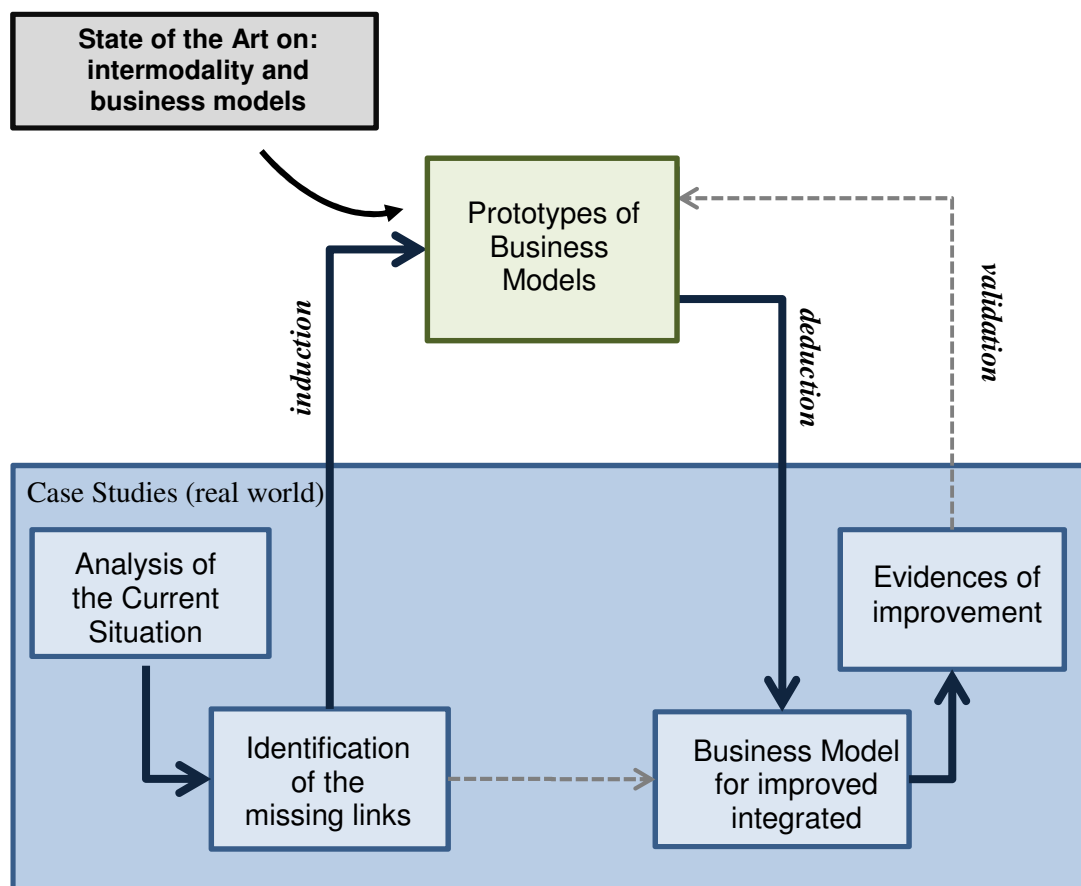 State of the Art on:
intermodality and
business models
Prototypes of
Business
Models
induction
deduction
validation
Case Studies (real world)
Analysis of
the Current
Situation
Evidences of
improvement
Identification
of the
missing links
Business Model
for improved
integrated